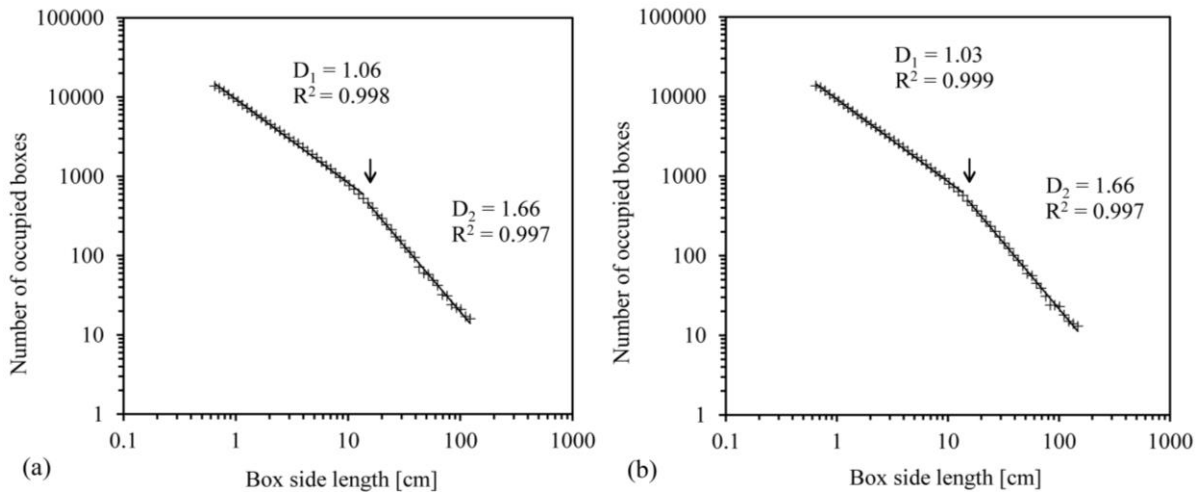 100000
10000
1000
100
10
1
0.1
1
10
100
1000
Number of occupied boxes
Box side length [cm]
D₁ = 1.06
R² = 0.998
D₂ = 1.66
R² = 0.997
(a)
100000
10000
1000
100
10
1
0.1
1
10
100
1000
Number of occupied boxes
Box side length [cm]
D₁ = 1.03
R² = 0.999
D₂ = 1.66
R² = 0.997
(b)